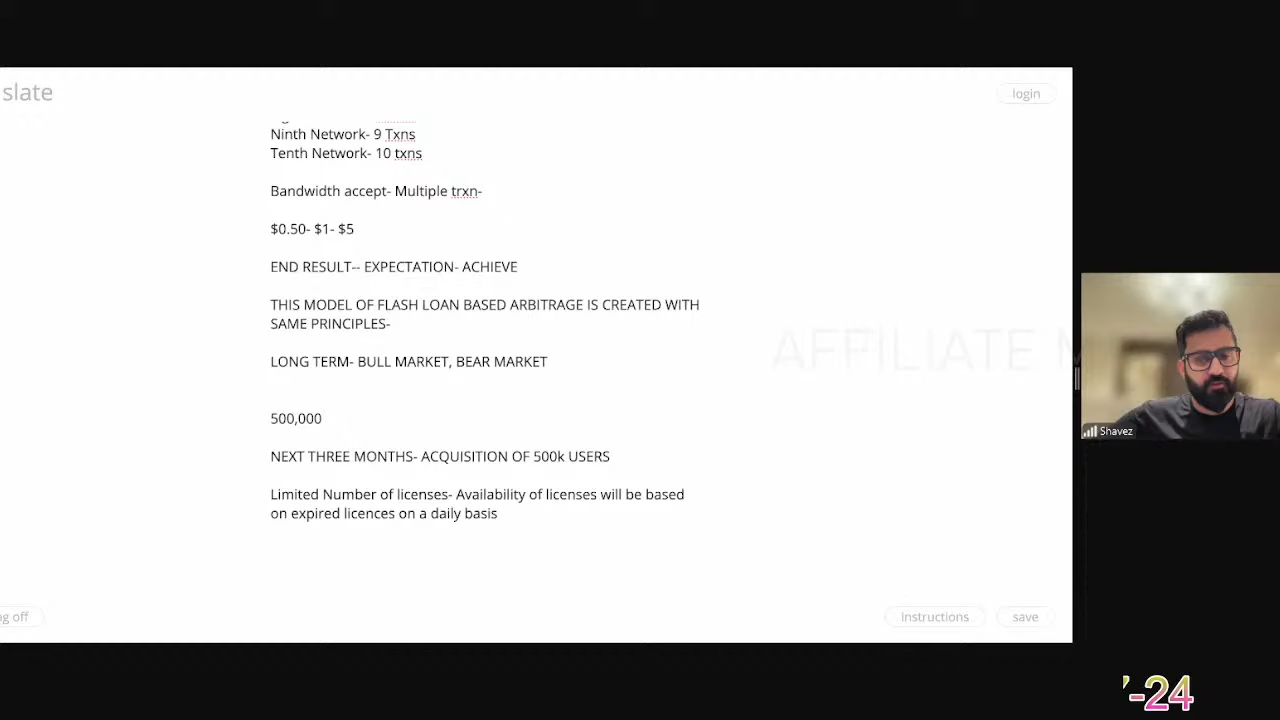 slate
login
Ninth Network- 9 Txns
Tenth Network- 10 txns
Bandwidth accept- Multiple trxn-
$0.50- $1- $5
END RESULT-- EXPECTATION- ACHIEVE
THIS MODEL OF FLASH LOAN BASED ARBITRAGE IS CREATED WITH
SAME PRINCIPLES-
AFFILIATE M
LONG TERM- BULL MARKET, BEAR MARKET
500,000
Shavez
NEXT THREE MONTHS- ACQUISITION OF 500k USERS
Limited Number of licenses- Availability of licenses will be based
on expired licences on a daily basis
off
instructions
save
-24